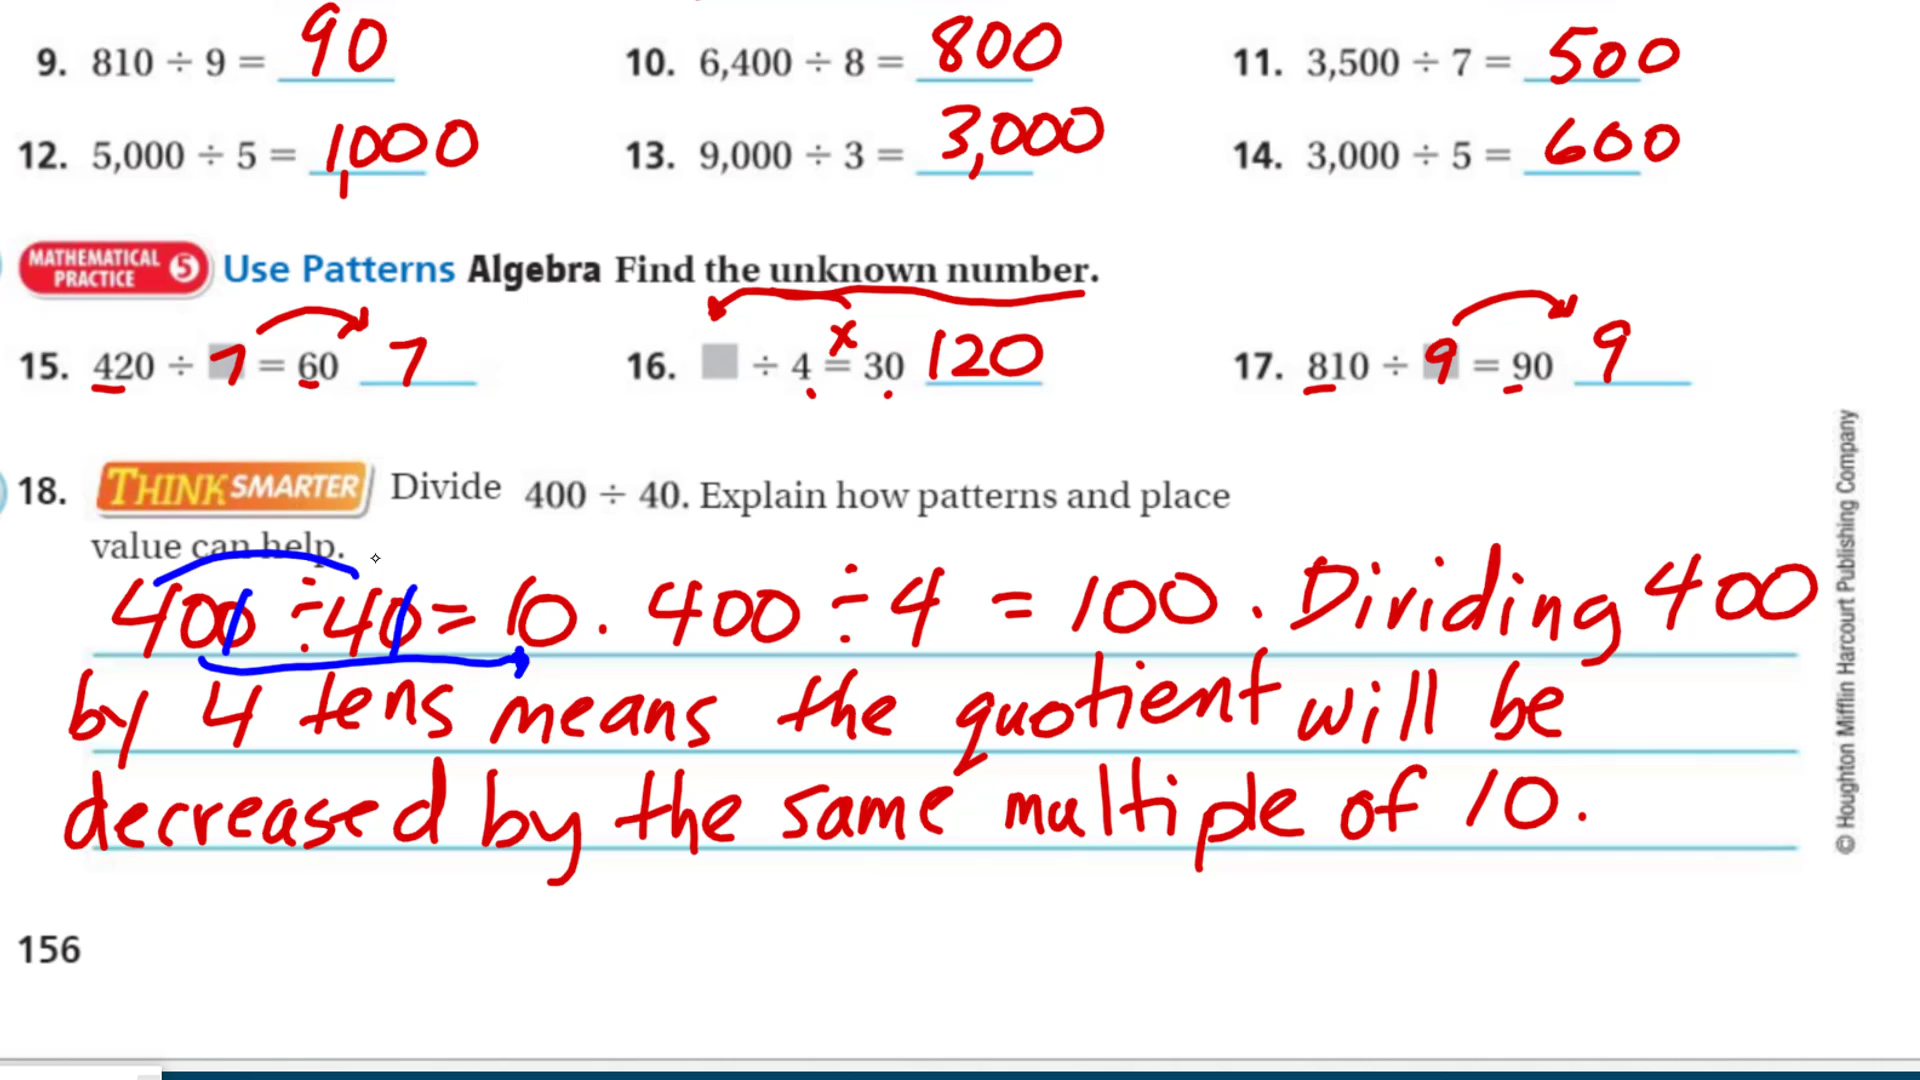 9. 810 ÷ 9 = 90 10. 6,400 ÷ 8 = 800 11. 3,500 ÷ 7 = 500
12. 5,000 ÷ 5 = 1,000 13. 9,000 ÷ 3 = 3,000 14. 3,000 ÷ 5 = 600
MATHEMATICAL PRACTICE 5 Use Patterns Algebra Find the unknown number.
15. 420 ÷ 7 = 60 7 16. ■ ÷ 4 = 30 120 17. 810 ÷ 9 = 90 9
x
18. THINK SMARTER Divide 400 ÷ 40. Explain how patterns and place
value can help.
400 ÷ 40 = 10. 400 ÷ 4 = 100. Dividing 400
by 4 tens means the quotient will be
decreased by the same multiple of 10.
156
© Houghton Mifflin Harcourt Publishing Company